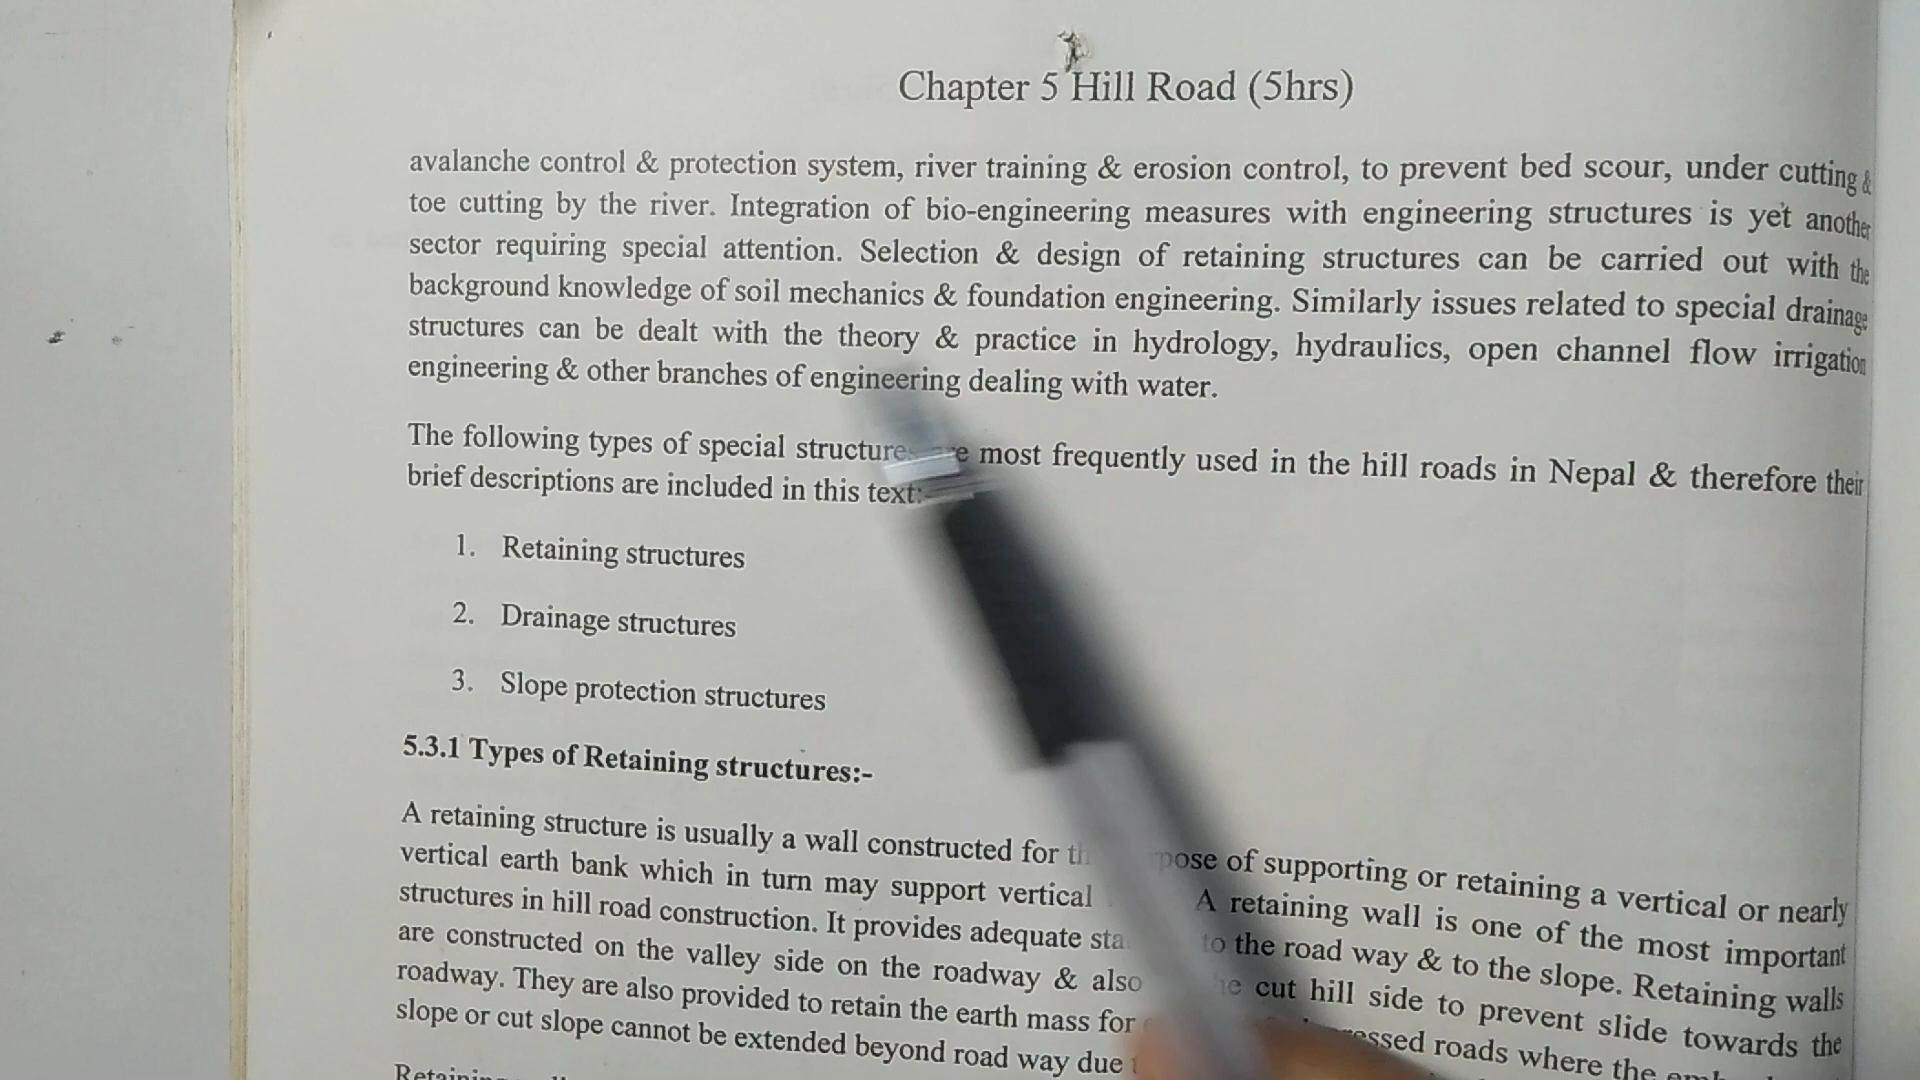 Chapter 5 Hill Road (5hrs)
avalanche control & protection system, river training & erosion control, to prevent bed scour, under cutting &
toe cutting by the river. Integration of bio-engineering measures with engineering structures is yet another
sector requiring special attention. Selection & design of retaining structures can be carried out with the
background knowledge of soil mechanics & foundation engineering. Similarly issues related to special drainage
structures can be dealt with the theory & practice in hydrology, hydraulics, open channel flow irrigation
engineering & other branches of engineering dealing with water.
The following types of special structures are most frequently used in the hill roads in Nepal & therefore their
brief descriptions are included in this text:-
1. Retaining structures
2. Drainage structures
3. Slope protection structures
5.3.1 Types of Retaining structures:-
A retaining structure is usually a wall constructed for of supporting or retaining a vertical or nearly
vertical earth bank which in turn may support vertical A retaining wall is one of the most important
structures in hill road construction. It provides adequate to the road way & to the slope. Retaining walls
are constructed on the valley side on the roadway & also cut hill side to prevent slide towards the
roadway. They are also provided to retain the earth mass for roads where the
slope or cut slope cannot be extended beyond road way due